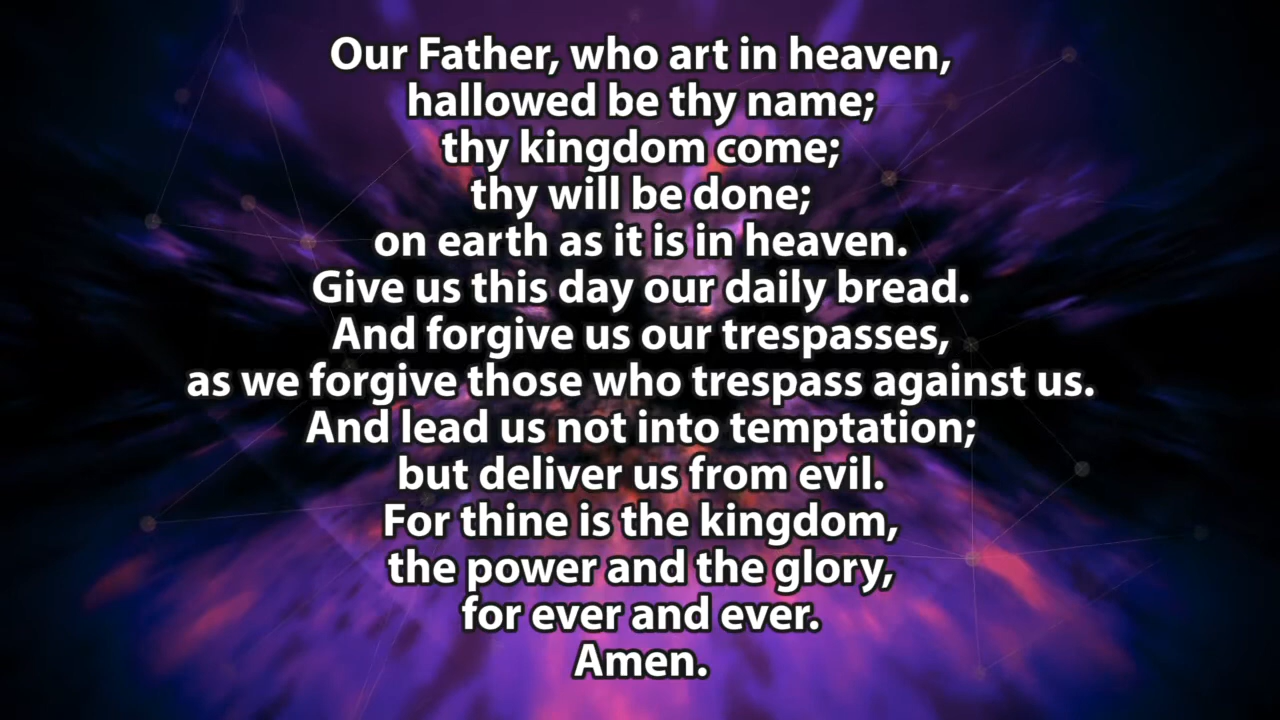 Our Father, who art in heaven,
hallowed be thy name;
thy kingdom come;
thy will be done;
on earth as it is in heaven.
Give us this day our daily bread.
And forgive us our trespasses,
as we forgive those who trespass against us.
And lead us not into temptation;
but deliver us from evil.
For thine is the kingdom,
the power and the glory,
for ever and ever.
Amen.